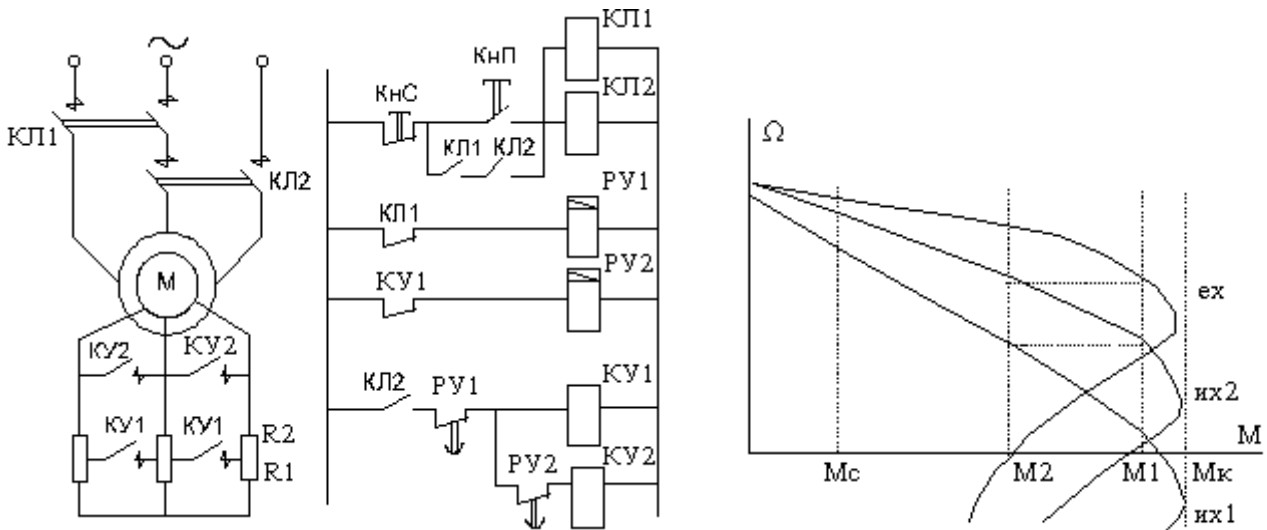 КЛ1
КЛ2
М
КУ2
КУ2
КУ1
КУ1
R2
R1
КнС
КнП
КЛ1
КЛ2
КЛ1
КЛ2
КЛ1
РУ1
КУ1
РУ2
КЛ2
РУ1
КУ1
РУ2
КУ2
Ω
ех
их2
М
Мс
М2
М1
Мк
их1